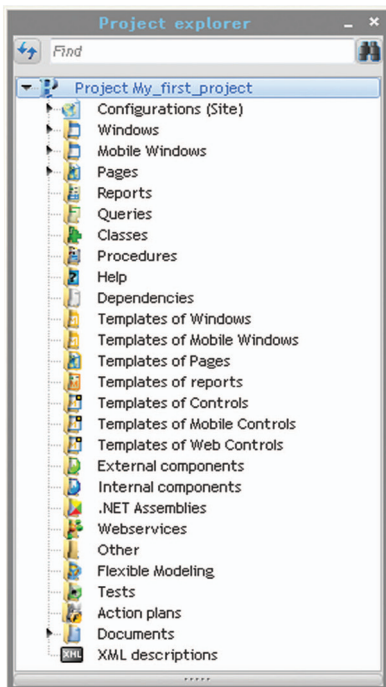 Project explorer
Find
Project My_first_project
Configurations (Site)
Windows
Mobile Windows
Pages
Reports
Queries
Classes
Procedures
Help
Dependencies
Templates of Windows
Templates of Mobile Windows
Templates of Pages
Templates of reports
Templates of Controls
Templates of Mobile Controls
Templates of Web Controls
External components
Internal components
.NET Assemblies
Webservices
Other
Flexible Modeling
Tests
Action plans
Documents
XML descriptions